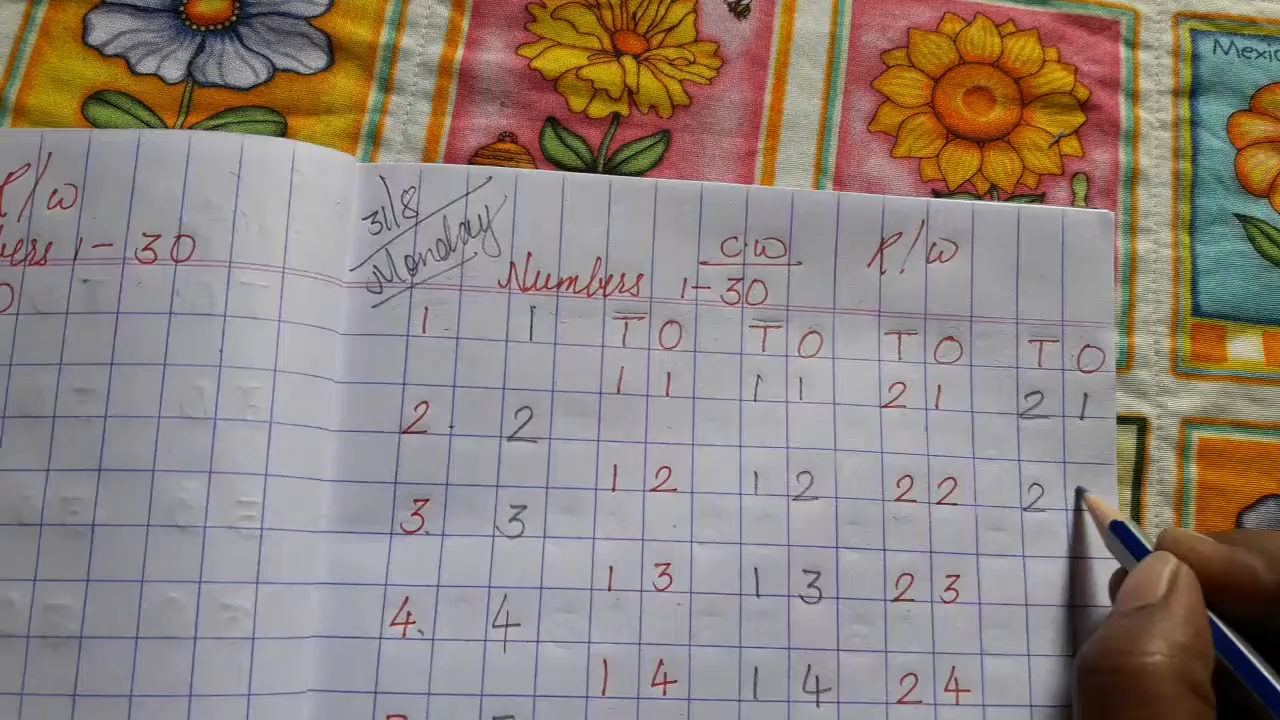 Mexic
R/W
bers 1-30
0
31/8
Monday
CW R/W
Numbers 1-30
1. 1 T O T O T O T O
1 1 1 1 2 1 2 1
2. 2
1 2 1 2 2 2 2
3. 3
1 3 1 3 2 3
4. 4
1 4 1 4 2 4